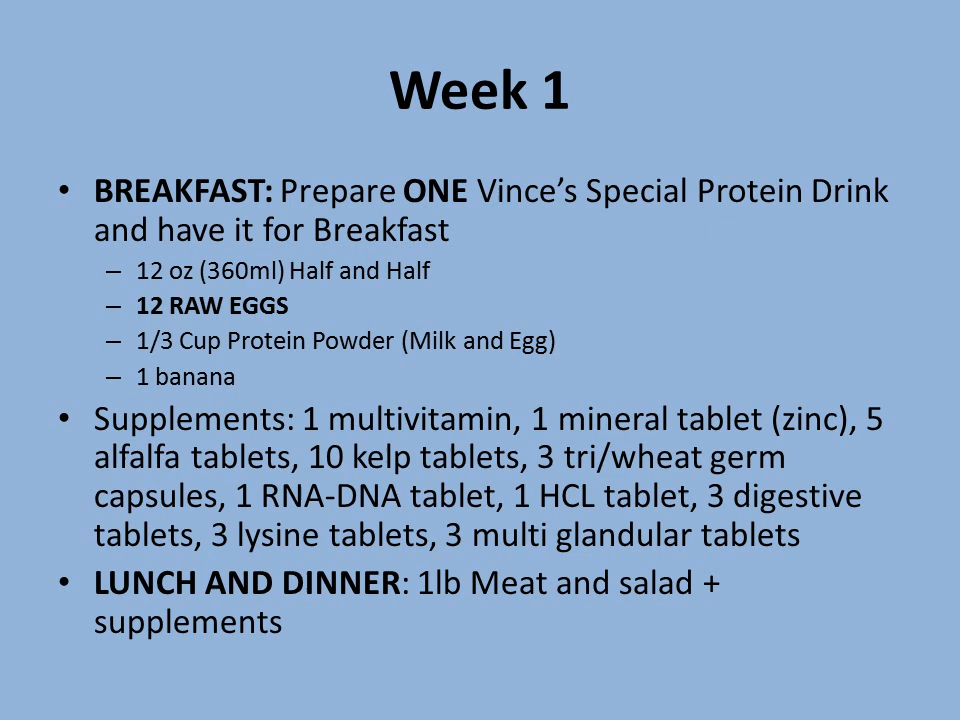 Week 1
• BREAKFAST: Prepare ONE Vince’s Special Protein Drink
and have it for Breakfast
– 12 oz (360ml) Half and Half
– 12 RAW EGGS
– 1/3 Cup Protein Powder (Milk and Egg)
– 1 banana
• Supplements: 1 multivitamin, 1 mineral tablet (zinc), 5
alfalfa tablets, 10 kelp tablets, 3 tri/wheat germ
capsules, 1 RNA-DNA tablet, 1 HCL tablet, 3 digestive
tablets, 3 lysine tablets, 3 multi glandular tablets
• LUNCH AND DINNER: 1lb Meat and salad +
supplements